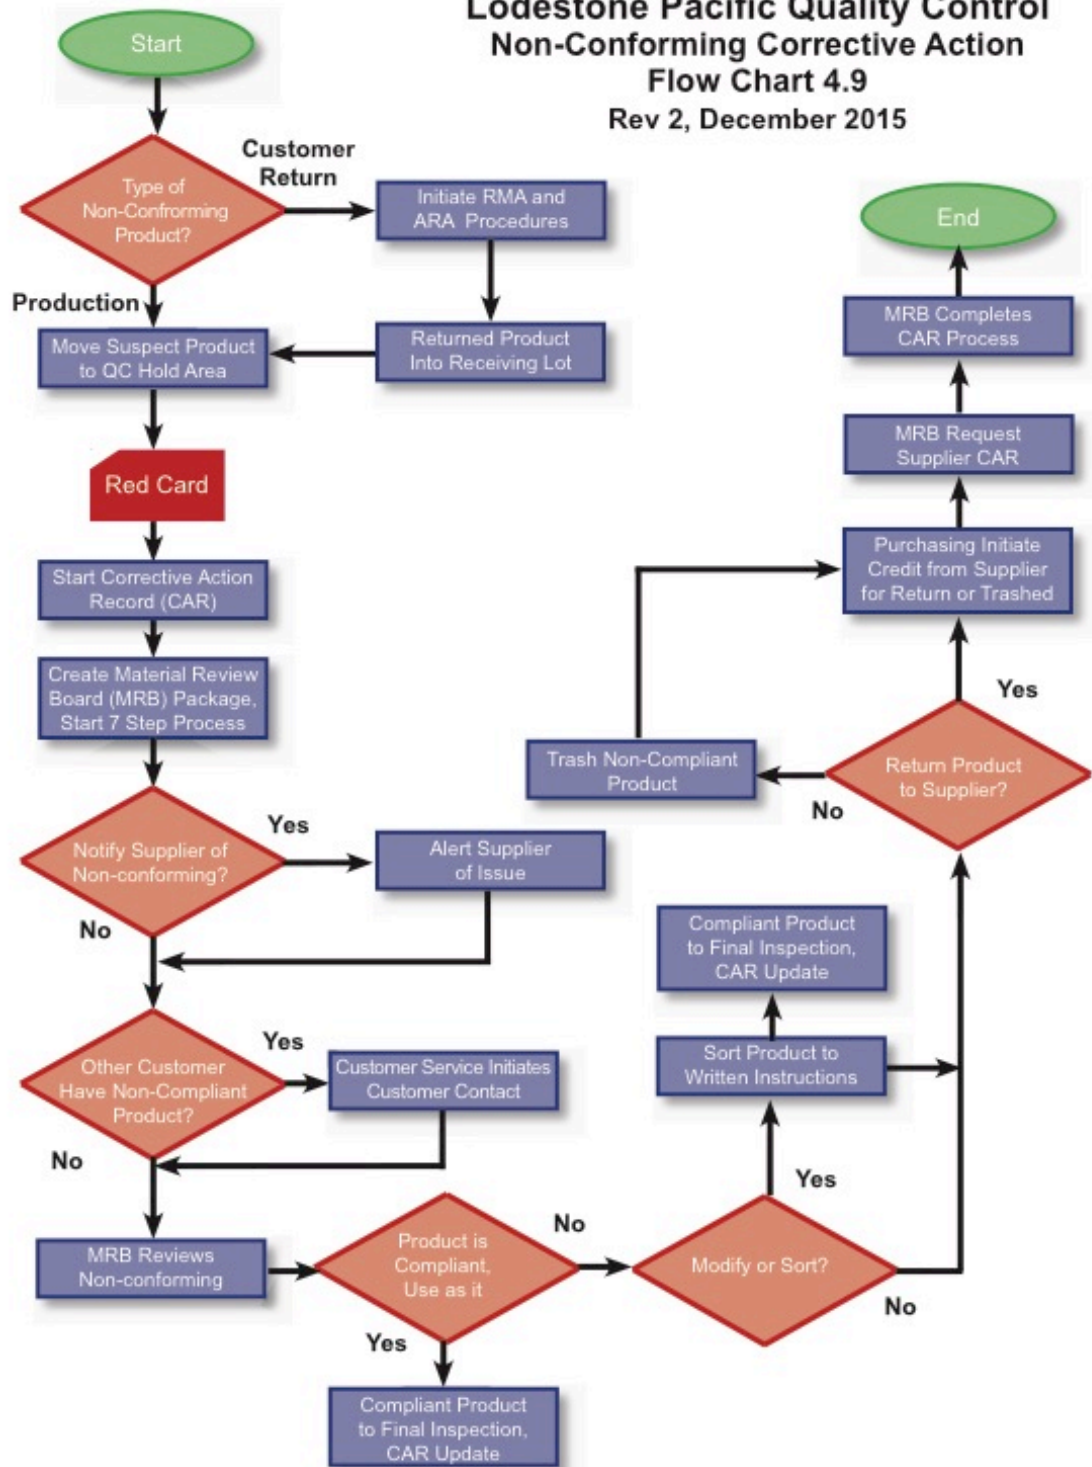 Lodestone Pacific Quality Control
Non-Conforming Corrective Action
Flow Chart 4.9
Rev 2, December 2015
Start
Type of
Non-Confrorming
Product?
Customer
Return
Initiate RMA and
ARA Procedures
Returned Product
Into Receiving Lot
Production
Move Suspect Product
to QC Hold Area
Red Card
Start Corrective Action
Record (CAR)
Create Material Review
Board (MRB) Package,
Start 7 Step Process
Notify Supplier of
Non-conforming?
Yes
Alert Supplier
of Issue
No
Other Customer
Have Non-Compliant
Product?
Yes
Customer Service Initiates
Customer Contact
No
MRB Reviews
Non-conforming
Product is
Compliant,
Use as it
Yes
Compliant Product
to Final Inspection,
CAR Update
No
Modify or Sort?
Yes
Sort Product to
Written Instructions
Compliant Product
to Final Inspection,
CAR Update
No
Return Product
to Supplier?
No
Trash Non-Compliant
Product
Yes
Purchasing Initiate
Credit from Supplier
for Return or Trashed
MRB Request
Supplier CAR
MRB Completes
CAR Process
End